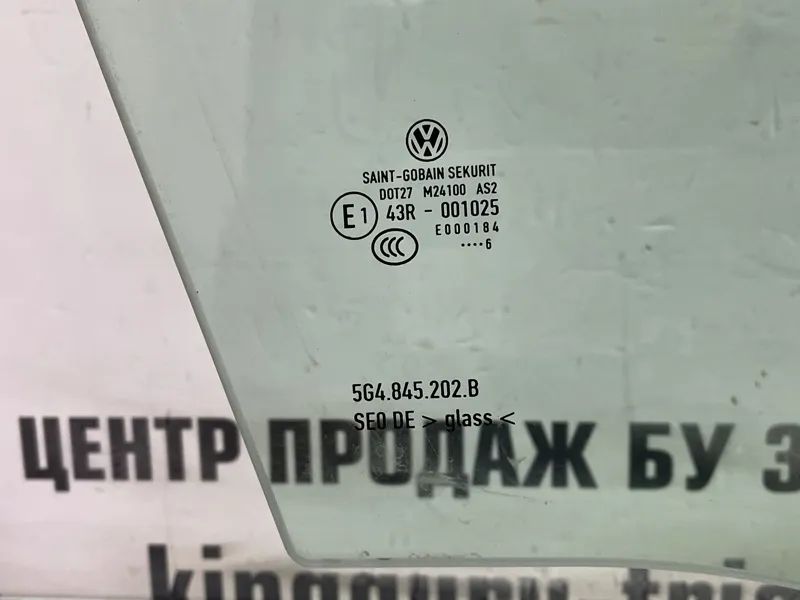 SAINT-GOBAIN SEKURIT
DOT27 M24100 AS2
E1 43R - 001025
E000184
CCC ····6
5G4.845.202.B
SEO DE > glass <
ЦЕНТР ПРОДАЖ БУ З